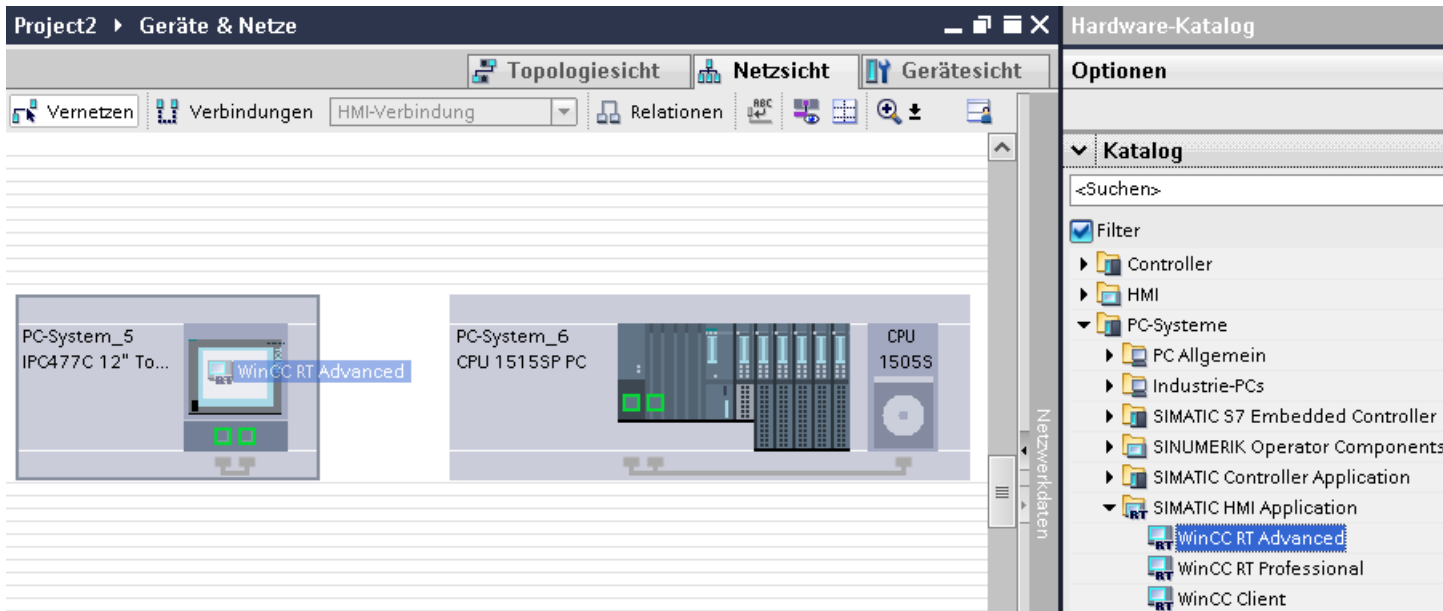 Project2 ▸ Geräte & Netze
Topologiesicht Netzsicht Gerätesicht
Vernetzen Verbindungen HMI-Verbindung Relationen
PC-System_5
IPC477C 12" To...
WinCC RT Advanced
PC-System_6
CPU 1515SP PC
CPU
1505S
Netzwerkdaten
Hardware-Katalog
Optionen
Katalog
<Suchen>
Filter
Controller
HMI
PC-Systeme
PC Allgemein
Industrie-PCs
SIMATIC S7 Embedded Controller
SINUMERIK Operator Components
SIMATIC Controller Application
SIMATIC HMI Application
WinCC RT Advanced
WinCC RT Professional
WinCC Client